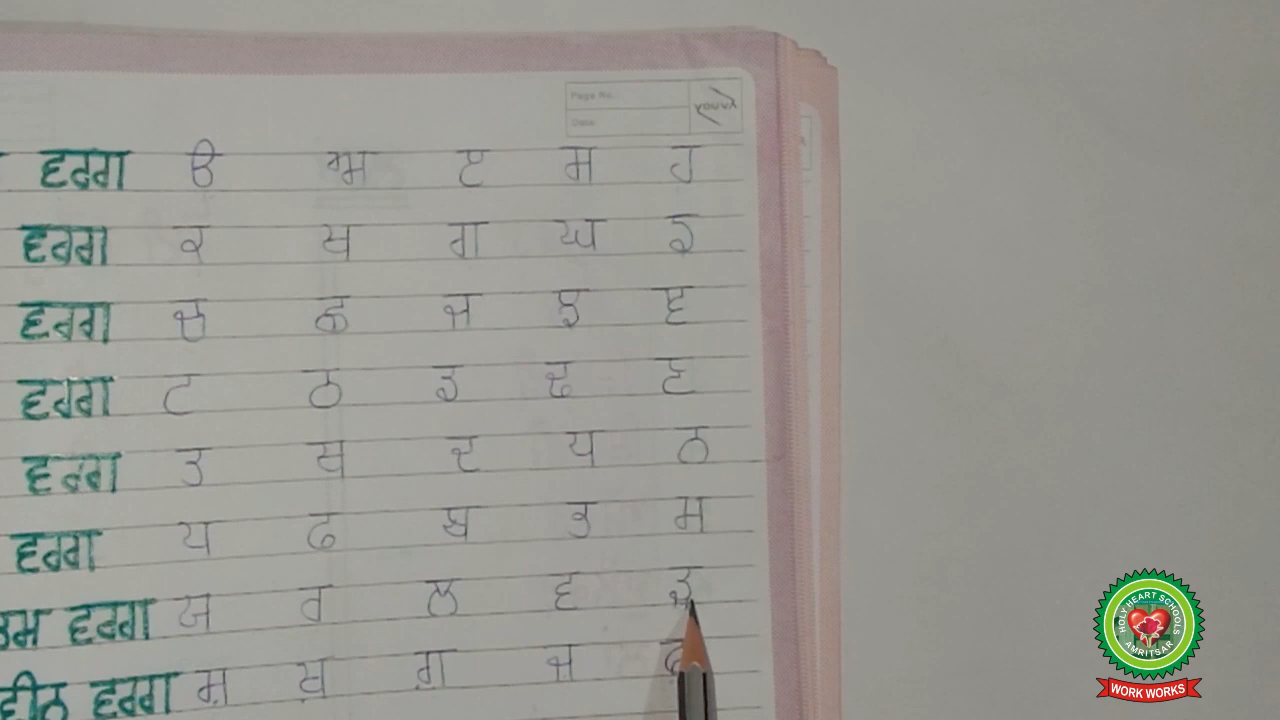 Page No.
Date:
ਵਰਗ ੳ ਅ ੲ ਸ ਹ
ਵਰਗ ਕ ਖ ਗ ਘ ਙ
ਵਰਗ ਚ ਛ ਜ ਝ ਞ
ਵਰਗ ਟ ਠ ਡ ਢ ਣ
ਵਰਗ ਤ ਥ ਦ ਧ ਨ
ਵਰਗ ਪ ਫ ਬ ਭ ਮ
ਵਰਗ ਯ ਰ ਲ ਵ ੜ
ਵਰਗ ਸ਼ ਖ਼ ਗ਼ ਜ਼
HOLY HEART SCHOOLS
AMRITSAR
WORK WORKS